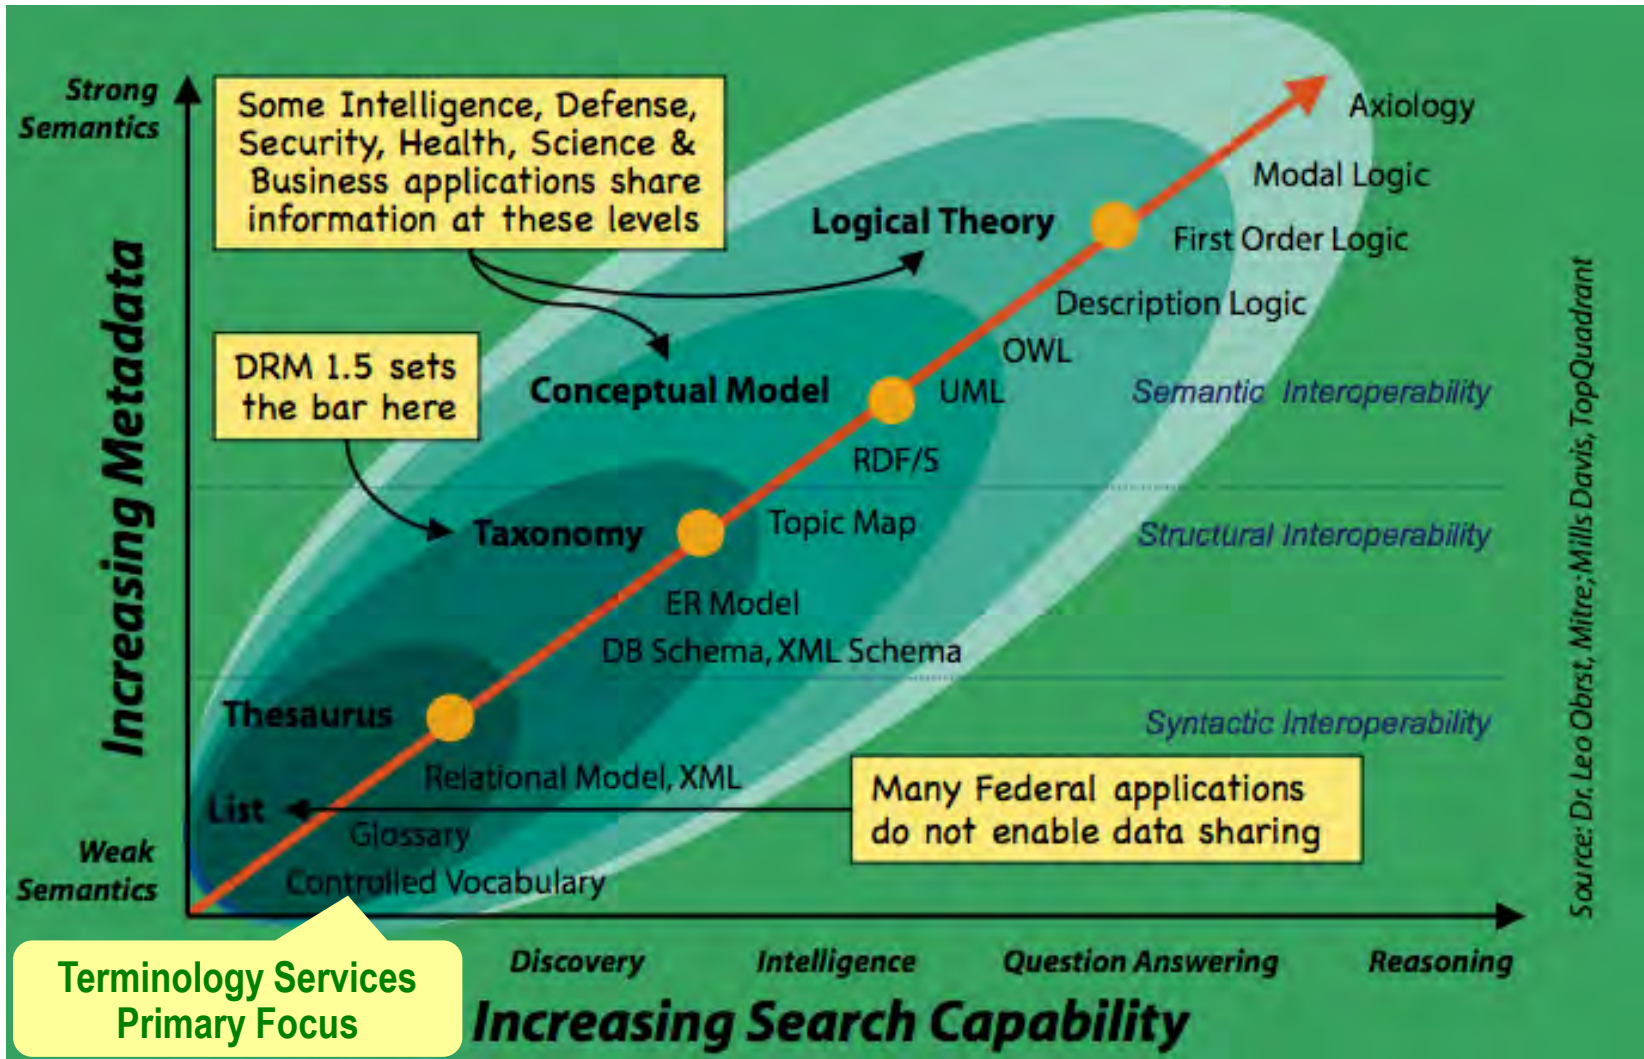 Strong
Semantics
Some Intelligence, Defense,
Security, Health, Science &
Business applications share
information at these levels
Axiology
Modal Logic
Logical Theory
First Order Logic
Description Logic
OWL
DRM 1.5 sets
the bar here
Conceptual Model
UML
Semantic Interoperability
RDF/S
Taxonomy
Topic Map
Structural Interoperability
ER Model
DB Schema, XML Schema
Thesaurus
Syntactic Interoperability
Relational Model, XML
List
Many Federal applications
do not enable data sharing
Glossary
Controlled Vocabulary
Weak
Semantics
Increasing Metadata
Source: Dr. Leo Obrst, Mitre; Mills Davis, TopQuadrant
Terminology Services
Primary Focus
Discovery
Intelligence
Question Answering
Reasoning
Increasing Search Capability